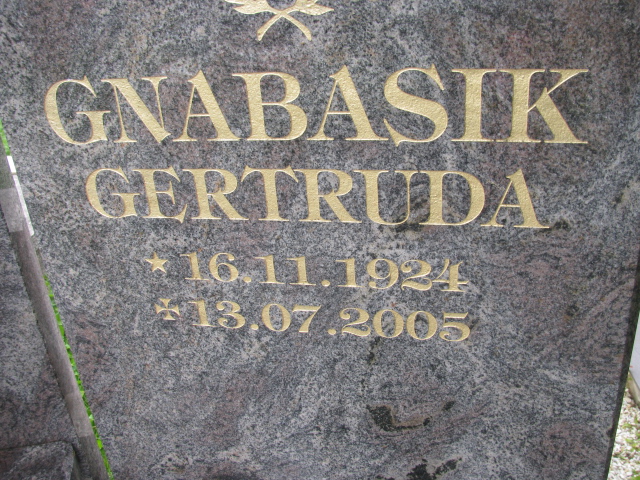 GNABASIK
GERTRUDA
* 16.11.1924
✠ 13.07.2005